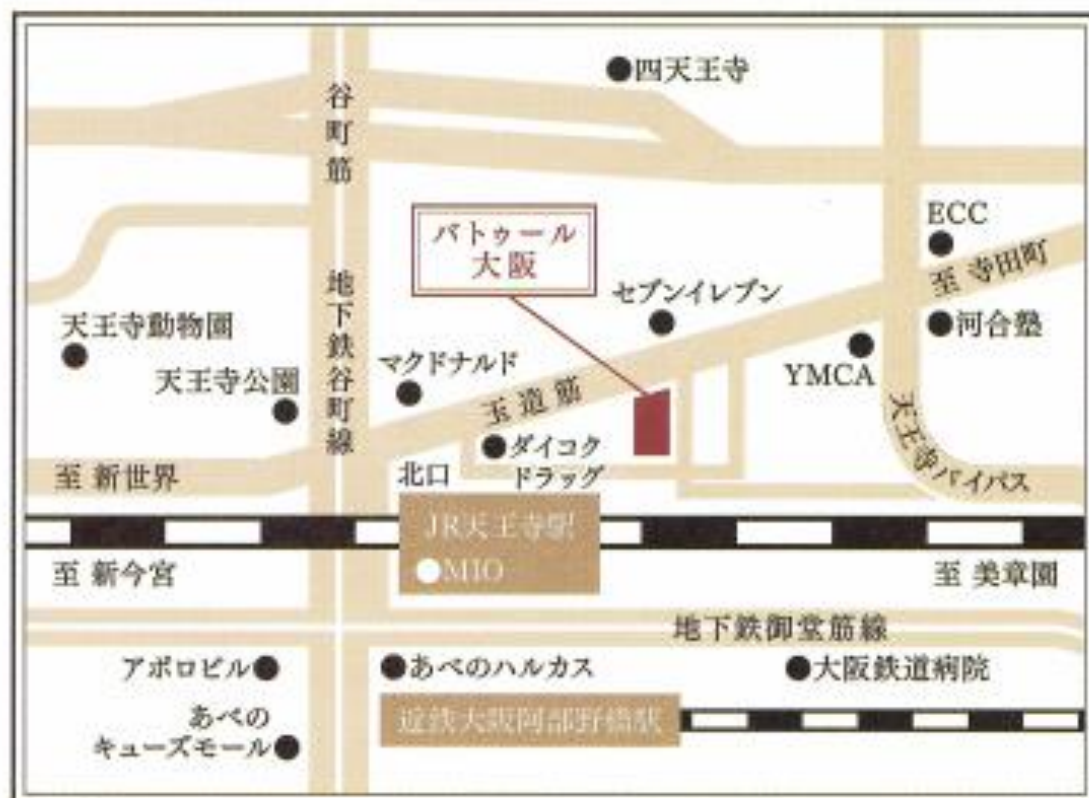 四天王寺
谷町筋
ECC
バトゥール
大阪
至 寺田町
地下鉄谷町線
セブンイレブン
天王寺動物園
河合塾
マクドナルド
YMCA
天王寺公園
玉造筋
天王寺バイパス
ダイコク
ドラッグ
至 新世界
北口
JR天王寺駅
MIO
至 新今宮
至 美章園
地下鉄御堂筋線
アポロビル
あべのハルカス
大阪鉄道病院
あべの
キューズモール
近鉄大阪阿部野橋駅